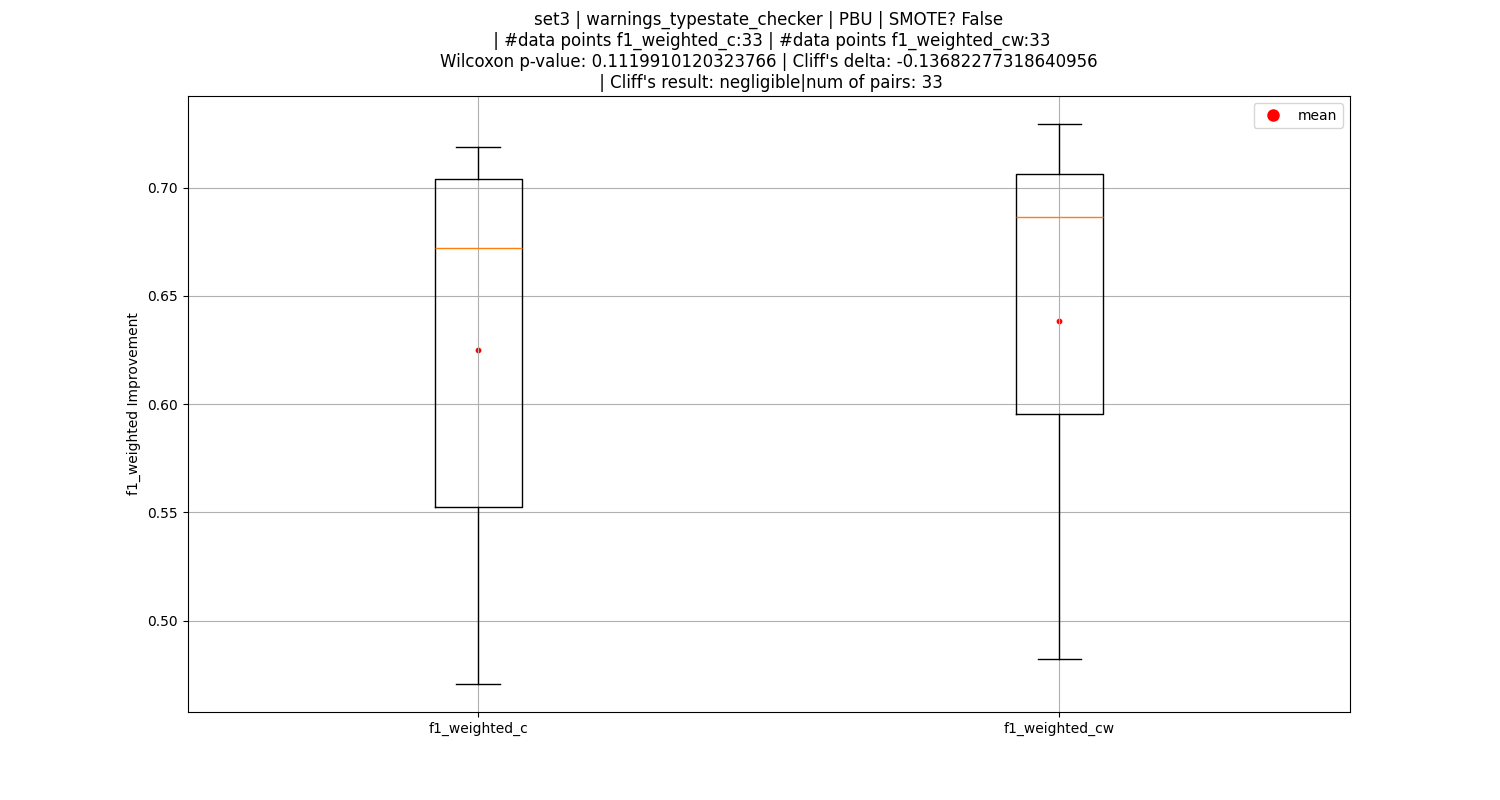 set3 | warnings_typestate_checker | PBU | SMOTE? False
| #data points f1_weighted_c:33 | #data points f1_weighted_cw:33
Wilcoxon p-value: 0.1119910120323766 | Cliff's delta: -0.13682277318640956
| Cliff's result: negligible|num of pairs: 33
mean
0.70
0.65
0.60
0.55
0.50
f1_weighted Improvement
f1_weighted_c
f1_weighted_cw